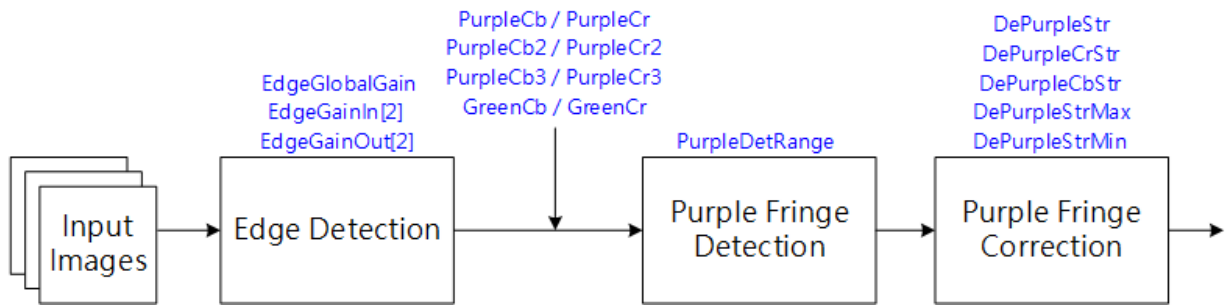 PurpleCb / PurpleCr
PurpleCb2 / PurpleCr2
PurpleCb3 / PurpleCr3
GreenCb / GreenCr
DePurpleStr
DePurpleCrStr
DePurpleCbStr
DePurpleStrMax
DePurpleStrMin
EdgeGlobalGain
EdgeGainIn[2]
EdgeGainOut[2]
PurpleDetRange
Input
Images
Edge Detection
Purple Fringe
Detection
Purple Fringe
Correction